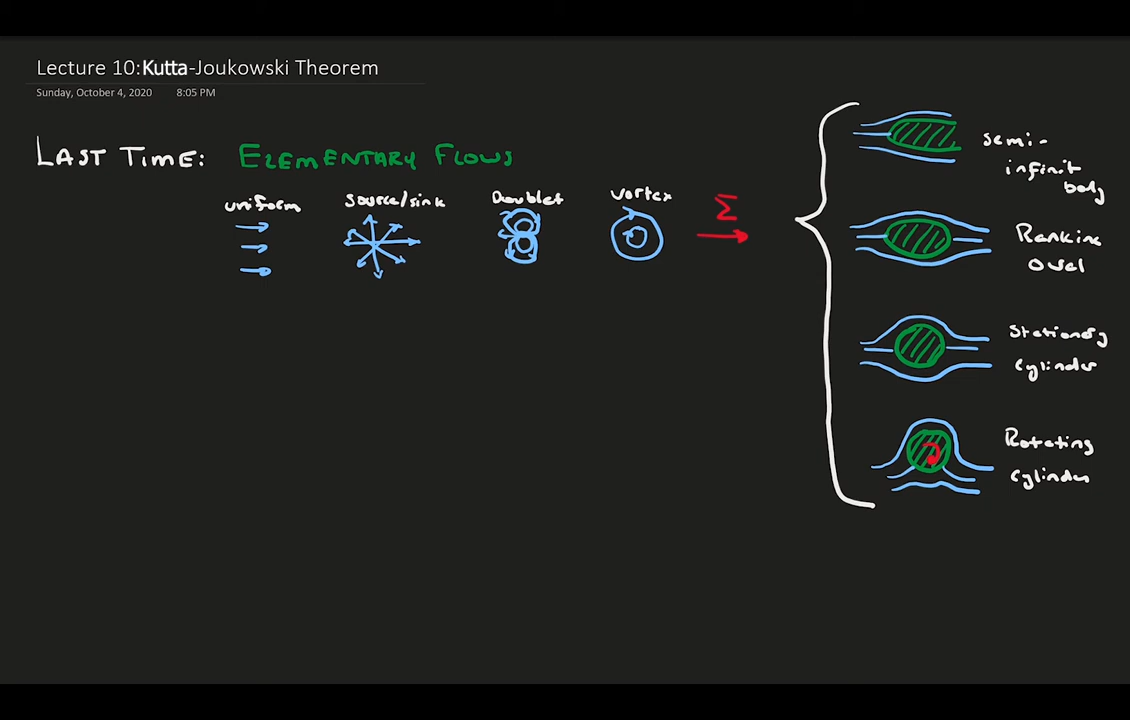 Lecture 10:Kutta-Joukowski Theorem
Sunday, October 4, 2020 8:05 PM
LAST TIME: ELEMENTARY FLOWS
uniform
source/sink
Doublet
vortex
Σ
semi-
infinit
body
Rankine
Oval
Stationary
cylinder
Rotating
cylinder